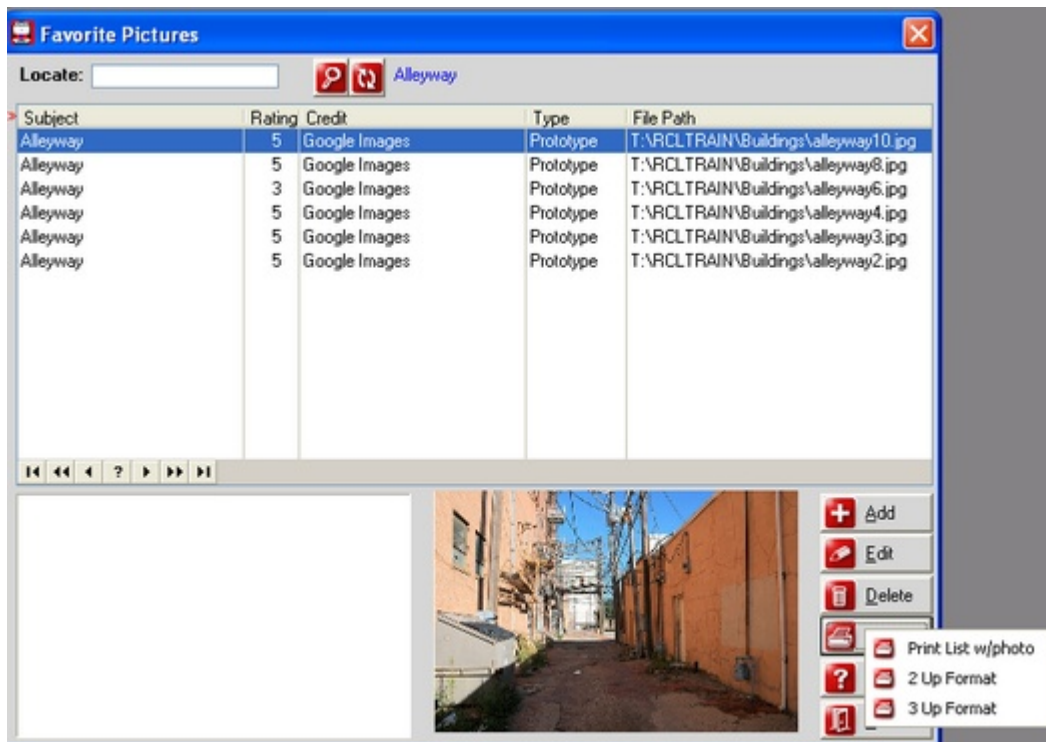 Favorite Pictures
Locate:
Alleyway
Subject Rating Credit Type File Path
Alleyway 5 Google Images Prototype T:\RCLTRAIN\Buildings\alleyway10.jpg
Alleyway 5 Google Images Prototype T:\RCLTRAIN\Buildings\alleyway8.jpg
Alleyway 3 Google Images Prototype T:\RCLTRAIN\Buildings\alleyway6.jpg
Alleyway 5 Google Images Prototype T:\RCLTRAIN\Buildings\alleyway4.jpg
Alleyway 5 Google Images Prototype T:\RCLTRAIN\Buildings\alleyway3.jpg
Alleyway 5 Google Images Prototype T:\RCLTRAIN\Buildings\alleyway2.jpg
?
Add
Edit
Delete
Print List w/photo
?
2 Up Format
3 Up Format